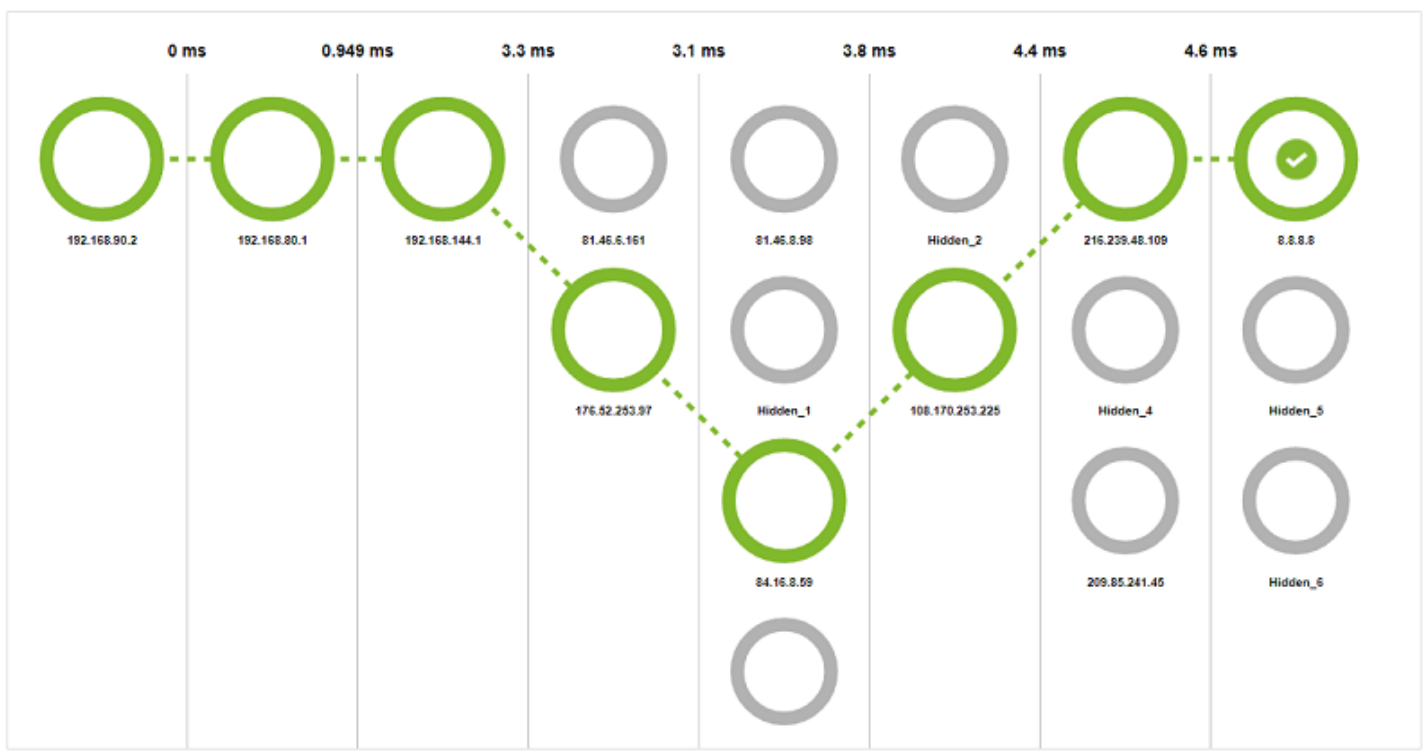 0 ms 0.949 ms 3.3 ms 3.1 ms 3.8 ms 4.4 ms 4.6 ms
192.168.90.2 192.168.80.1 192.168.144.1 81.46.6.161 81.46.8.98 Hidden_2 216.239.48.109 8.8.8.8
176.52.253.97 Hidden_1 108.170.253.225 Hidden_4 Hidden_5
84.16.8.59 209.85.241.45 Hidden_6